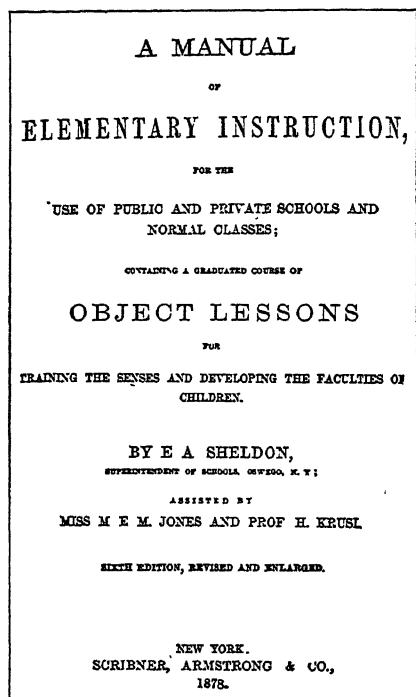 A MANUAL
OF
ELEMENTARY INSTRUCTION,
FOR THE
USE OF PUBLIC AND PRIVATE SCHOOLS AND
NORMAL CLASSES;
CONTAINING A GRADUATED COURSE OF
OBJECT LESSONS
FOR
TRAINING THE SENSES AND DEVELOPING THE FACULTIES OF
CHILDREN.
BY E A SHELDON,
SUPERINTENDENT OF SCHOOLS, OSWEGO, N. Y;
ASSISTED BY
MISS M E M. JONES AND PROF H. KRUSI.
SIXTH EDITION, REVISED AND ENLARGED.
NEW YORK.
SCRIBNER, ARMSTRONG & CO.,
1878.